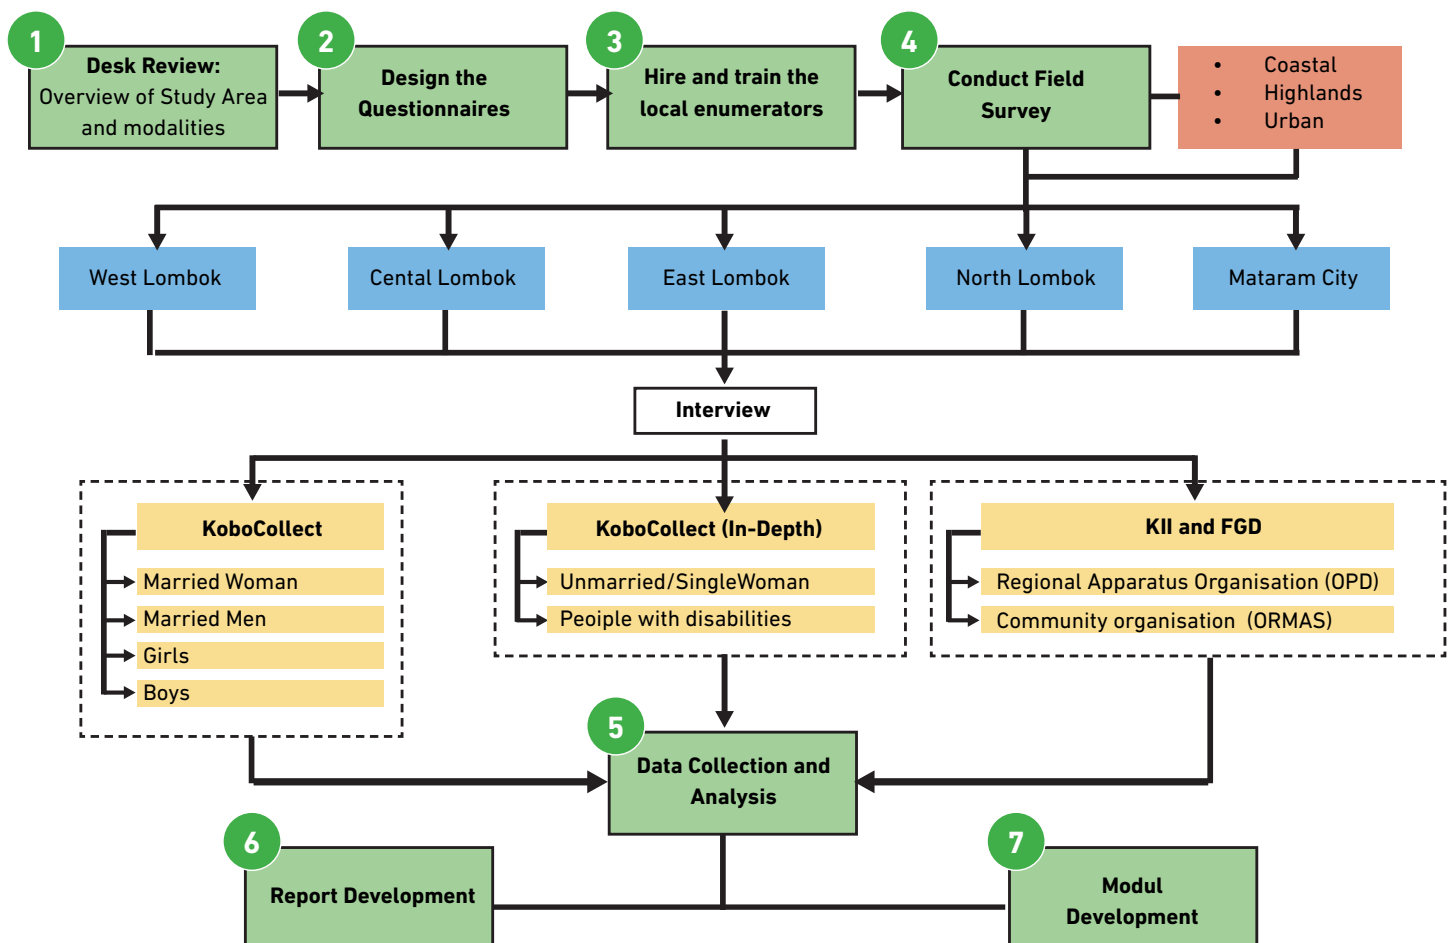 1
Desk Review:
Overview of Study Area
and modalities
2
Design the
Questionnaires
3
Hire and train the
local enumerators
4
Conduct Field
Survey
• Coastal
• Highlands
• Urban
West Lombok
Cental Lombok
East Lombok
North Lombok
Mataram City
Interview
KoboCollect
Married Woman
Married Men
Girls
Boys
KoboCollect (In-Depth)
Unmarried/SingleWoman
Peoiple with disabilities
KII and FGD
Regional Apparatus Organisation (OPD)
Community organisation (ORMAS)
5
Data Collection and
Analysis
6
Report Development
7
Modul
Development